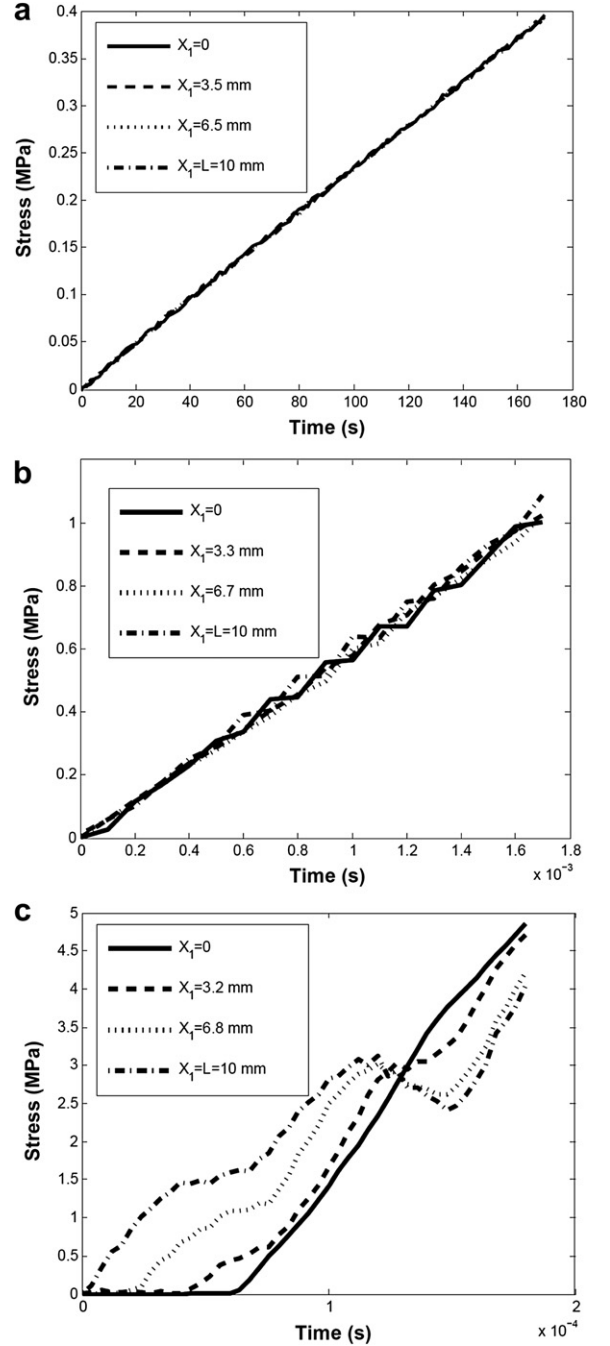 a
0.4
0.35
0.3
0.25
0.2
0.15
0.1
0.05
0
Stress (MPa)
X1=0
X1=3.5 mm
X1=6.5 mm
X1=L=10 mm
0 20 40 60 80 100 120 140 160 180
Time (s)
b
1
0.8
0.6
0.4
0.2
0
Stress (MPa)
X1=0
X1=3.3 mm
X1=6.7 mm
X1=L=10 mm
0 0.2 0.4 0.6 0.8 1 1.2 1.4 1.6 1.8
Time (s)
x 10⁻³
c
5
4.5
4
3.5
3
2.5
2
1.5
1
0.5
0
Stress (MPa)
X1=0
X1=3.2 mm
X1=6.8 mm
X1=L=10 mm
0 1 2
Time (s)
x 10⁻⁴